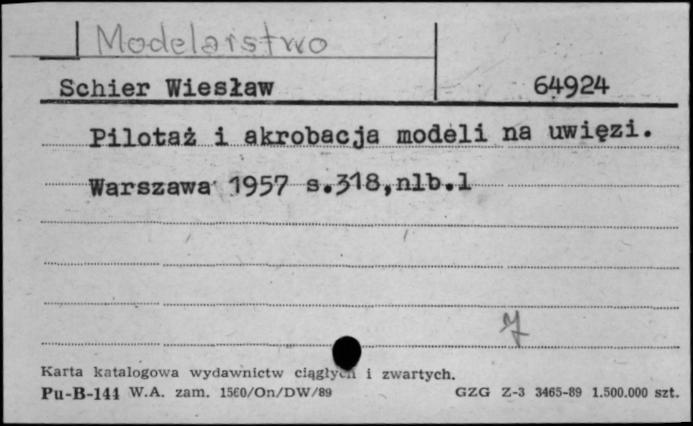 Modelarstwo
Schier Wiesław 64924
Pilotaż i akrobacja modeli na uwięzi.
Warszawa 1957 s.318,nlb.1
Karta katalogowa wydawnictw ciągłych i zwartych.
Pu-B-144 W.A. zam. 1560/On/DW/89 GZG Z-3 3465-89 1.500.000 szt.